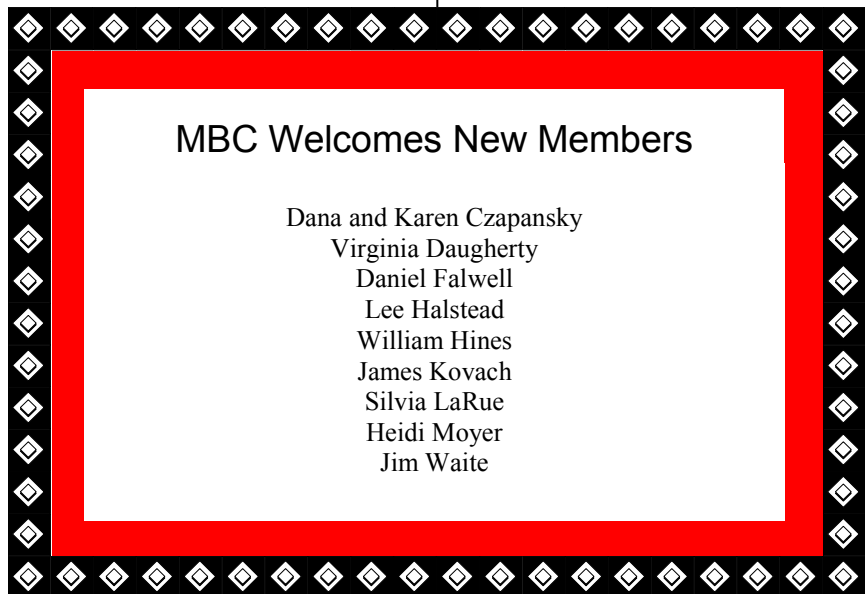 MBC Welcomes New Members
Dana and Karen Czapansky
Virginia Daugherty
Daniel Falwell
Lee Halstead
William Hines
James Kovach
Silvia LaRue
Heidi Moyer
Jim Waite